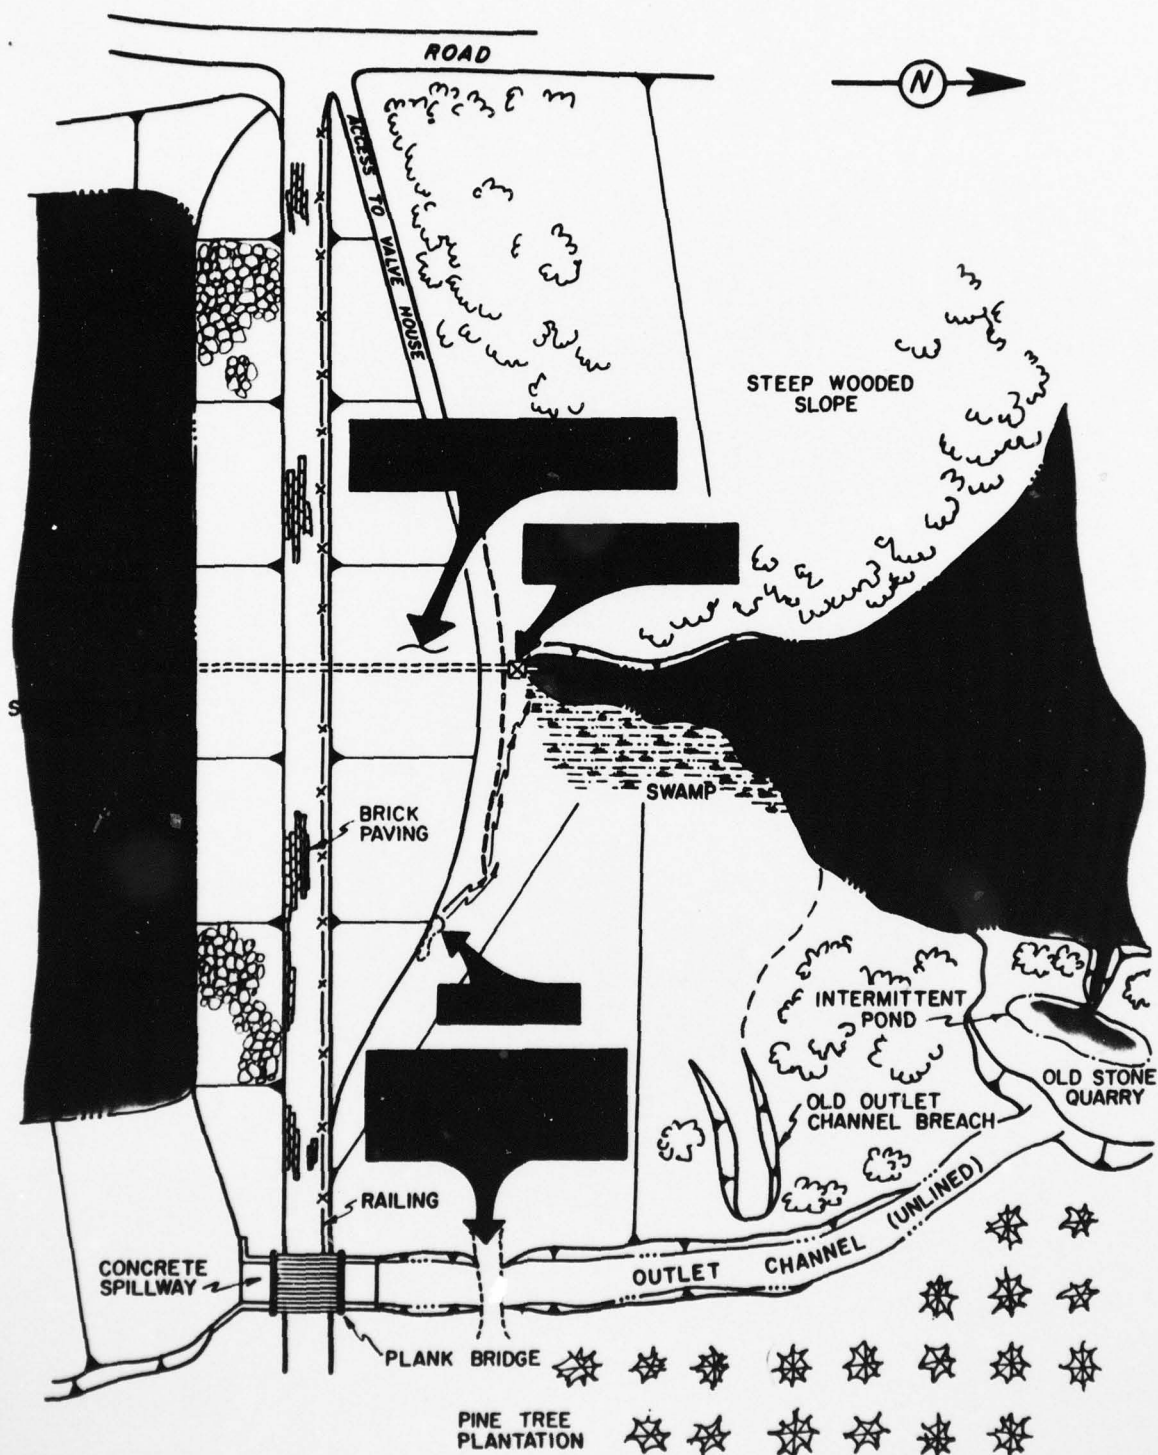 ROAD
N
ACCESS TO VALVE HOUSE
STEEP WOODED
SLOPE
S
SWAMP
BRICK
PAVING
INTERMITTENT
POND
OLD STONE
QUARRY
OLD OUTLET
CHANNEL BREACH
RAILING
CONCRETE
SPILLWAY
OUTLET CHANNEL (UNLINED)
PLANK BRIDGE
PINE TREE
PLANTATION